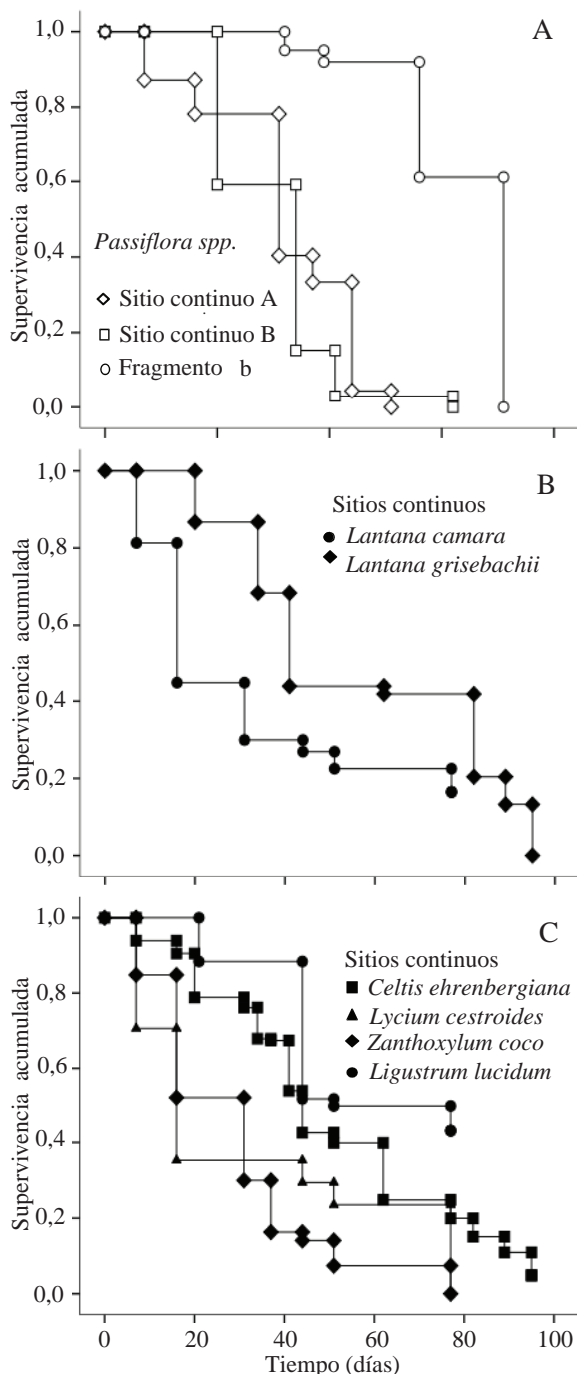 A
Supervivencia acumulada
1,0
0,8
0,6
0,4
0,2
0,0
Passiflora spp.
Sitio continuo A
Sitio continuo B
Fragmento b
B
Supervivencia acumulada
1,0
0,8
0,6
0,4
0,2
0,0
Sitios continuos
Lantana camara
Lantana grisebachii
C
Supervivencia acumulada
1,0
0,8
0,6
0,4
0,2
0,0
Sitios continuos
Celtis ehrenbergiana
Lycium cestroides
Zanthoxylum coco
Ligustrum lucidum
0 20 40 60 80 100
Tiempo (días)